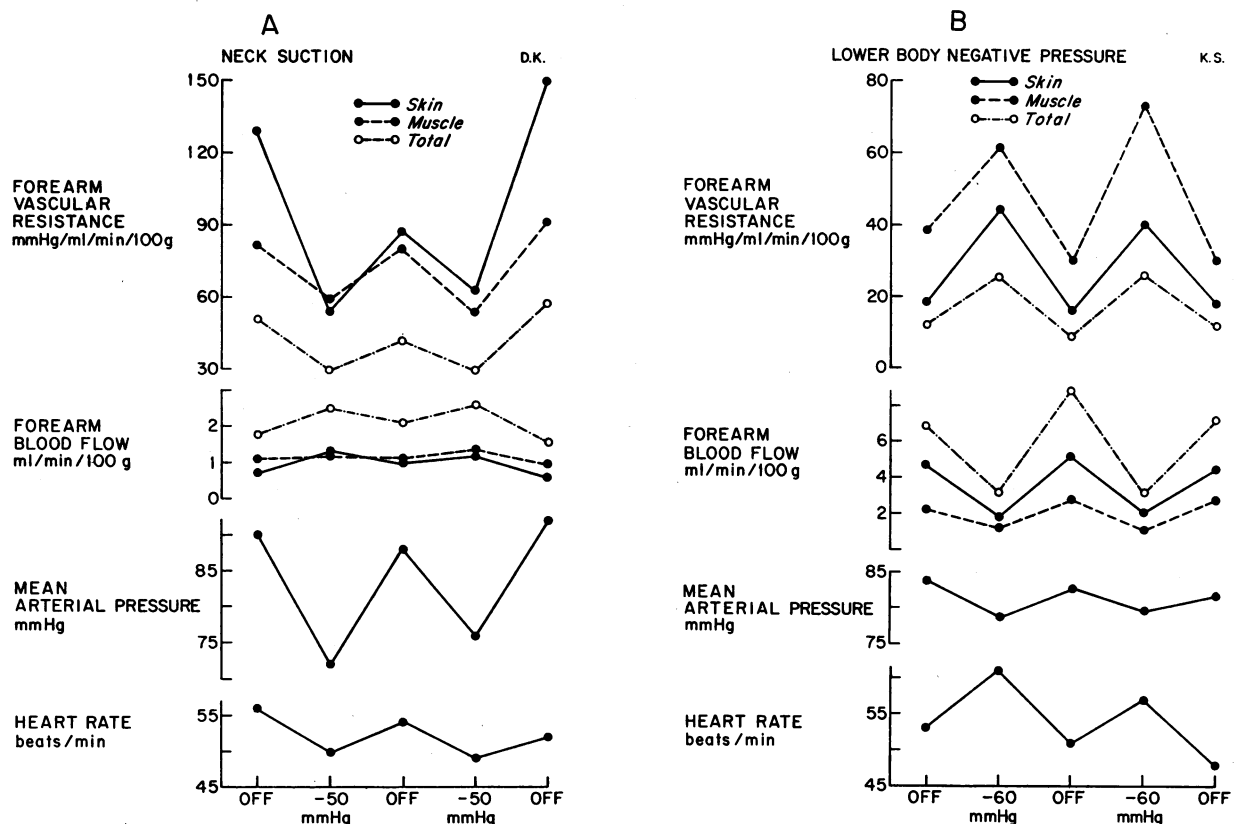 A
NECK SUCTION
D.K.
150
120
90
60
30
Skin
Muscle
Total
FOREARM
VASCULAR
RESISTANCE
mmHg/ml/min/100g
2
1
0
FOREARM
BLOOD FLOW
ml/min/100 g
85
75
MEAN
ARTERIAL PRESSURE
mmHg
55
45
HEART RATE
beats/min
OFF
-50
mmHg
OFF
-50
mmHg
OFF
B
LOWER BODY NEGATIVE PRESSURE
K.S.
80
60
40
20
0
Skin
Muscle
Total
FOREARM
VASCULAR
RESISTANCE
mmHg/ml/min/100g
6
4
2
FOREARM
BLOOD FLOW
ml/min/100g
85
75
MEAN
ARTERIAL PRESSURE
mmHg
55
45
HEART RATE
beats/min
OFF
-60
mmHg
OFF
-60
mmHg
OFF